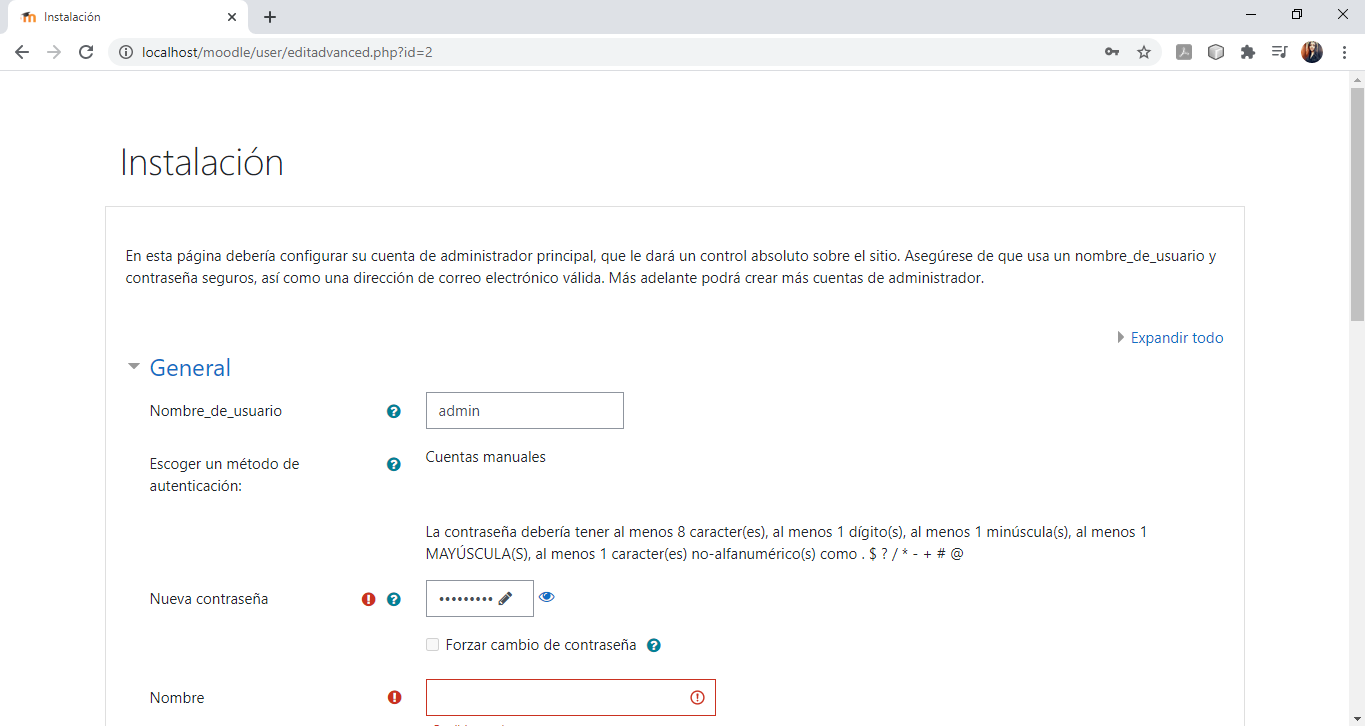 Instalación
localhost/moodle/user/editadvanced.php?id=2
Instalación
En esta página debería configurar su cuenta de administrador principal, que le dará un control absoluto sobre el sitio. Asegúrese de que usa un nombre_de_usuario y
contraseña seguros, así como una dirección de correo electrónico válida. Más adelante podrá crear más cuentas de administrador.
Expandir todo
General
Nombre_de_usuario
admin
Escoger un método de
autenticación:
Cuentas manuales
La contraseña debería tener al menos 8 caracter(es), al menos 1 dígito(s), al menos 1 minúscula(s), al menos 1
MAYÚSCULA(S), al menos 1 caracter(es) no-alfanumérico(s) como . $ ? / * - + # @
Nueva contraseña
•••••••••
Forzar cambio de contraseña
Nombre